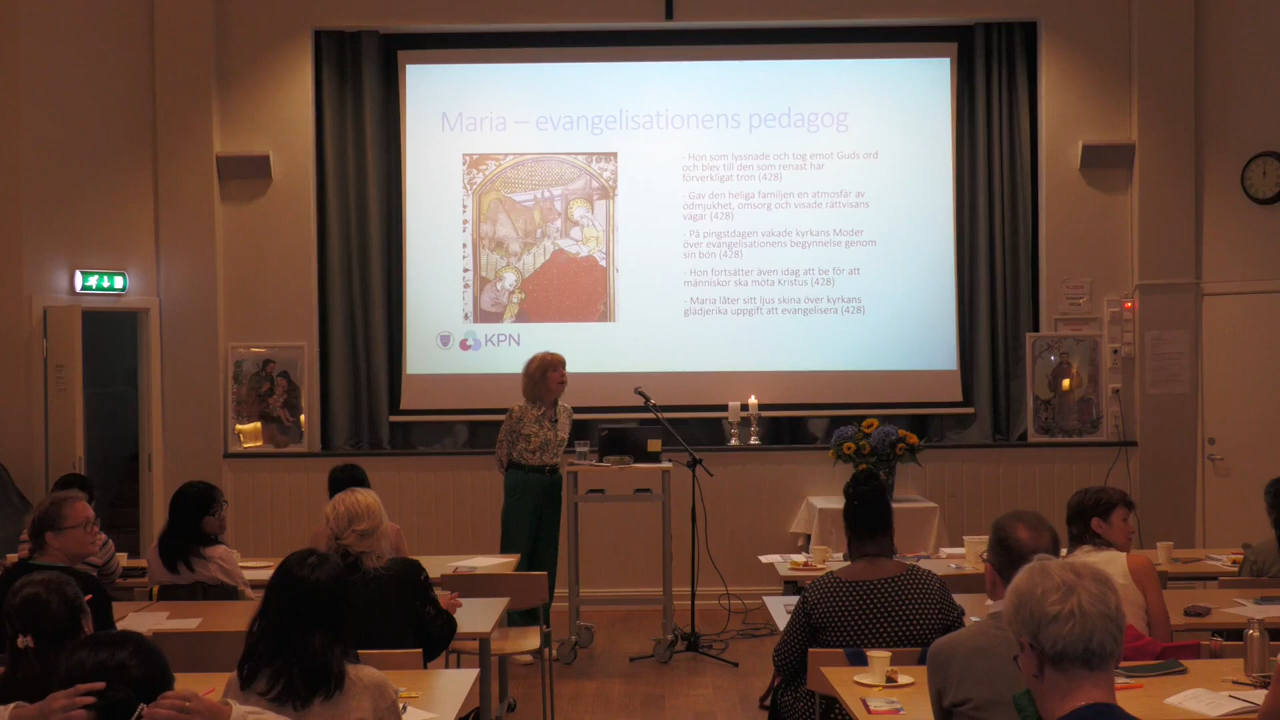 Maria – evangelisationens pedagog
- Hon som lyssnade och tog emot Guds ord
och blev till den som renast har
förverkligat tron (428)
- Gav den heliga familjen en atmosfär av
ödmjukhet, omsorg och visade rättvisans
vägar (428)
- På pingstdagen vakade kyrkans Moder
över evangelisationens begynnelse genom
sin bön (428)
- Hon fortsätter även idag att be för att
människor ska möta Kristus (428)
- Maria låter sitt ljus skina över kyrkans
glädjerika uppgift att evangelisera (428)
KPN